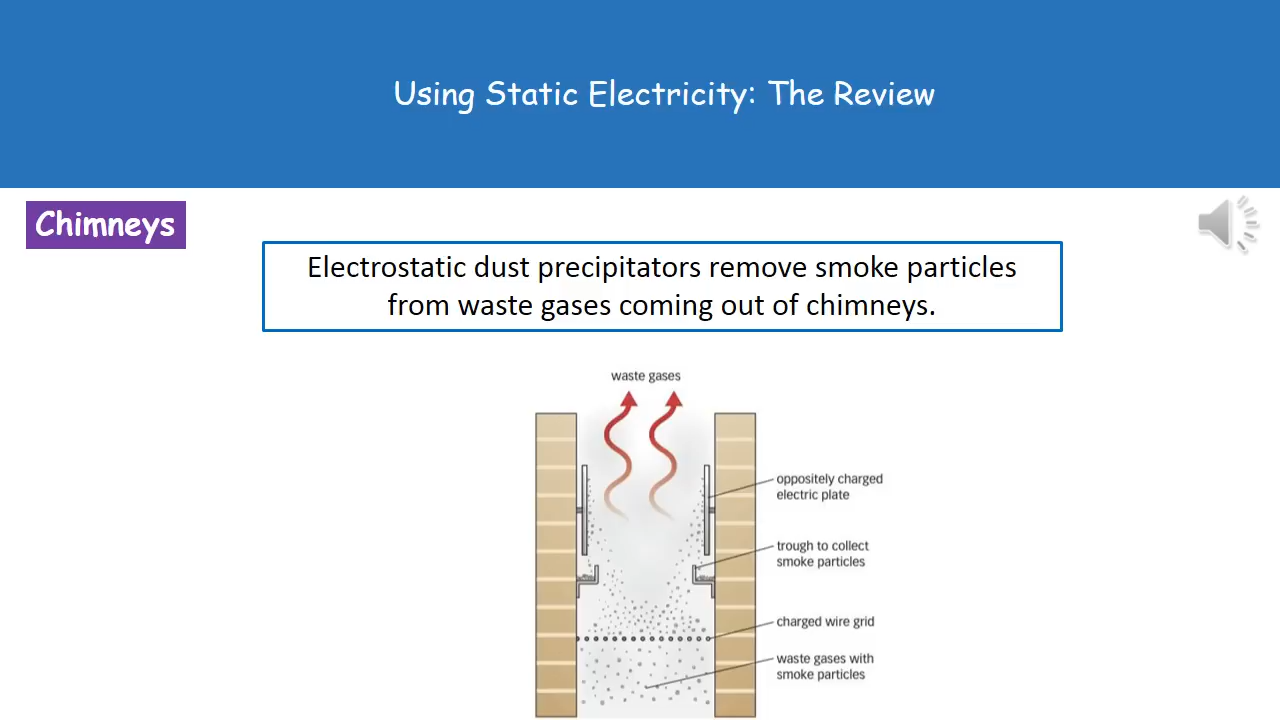 Using Static Electricity: The Review
Chimneys
Electrostatic dust precipitators remove smoke particles
from waste gases coming out of chimneys.
waste gases
oppositely charged
electric plate
trough to collect
smoke particles
charged wire grid
waste gases with
smoke particles